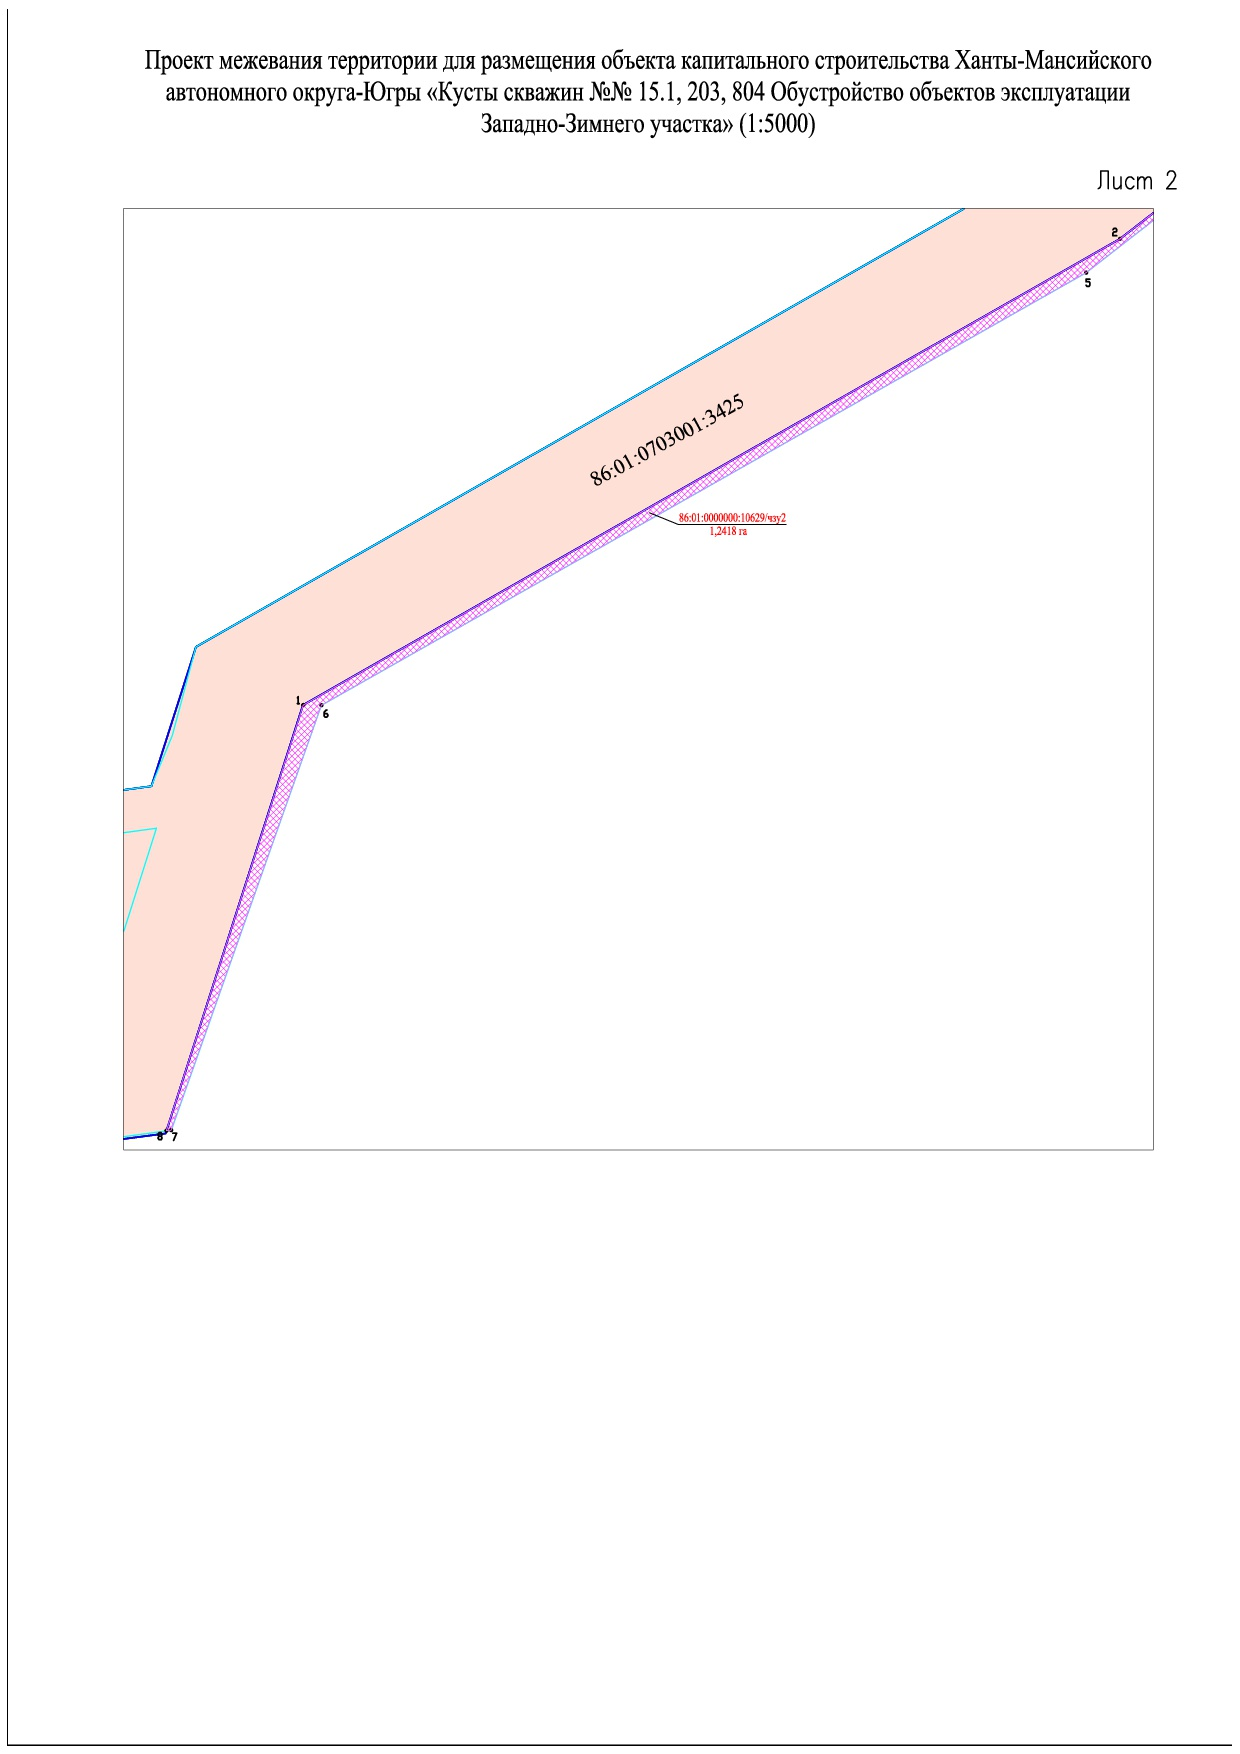 Проект межевания территории для размещения объекта капитального строительства Ханты-Мансийского
автономного округа-Югры «Кусты скважин №№ 15.1, 203, 804 Обустройство объектов эксплуатации
Западно-Зимнего участка» (1:5000)
Лист 2
2
5
86:01:0703001:3425
86:01:0000000:10629/чзу2
1,2418 га
1
6
8 7